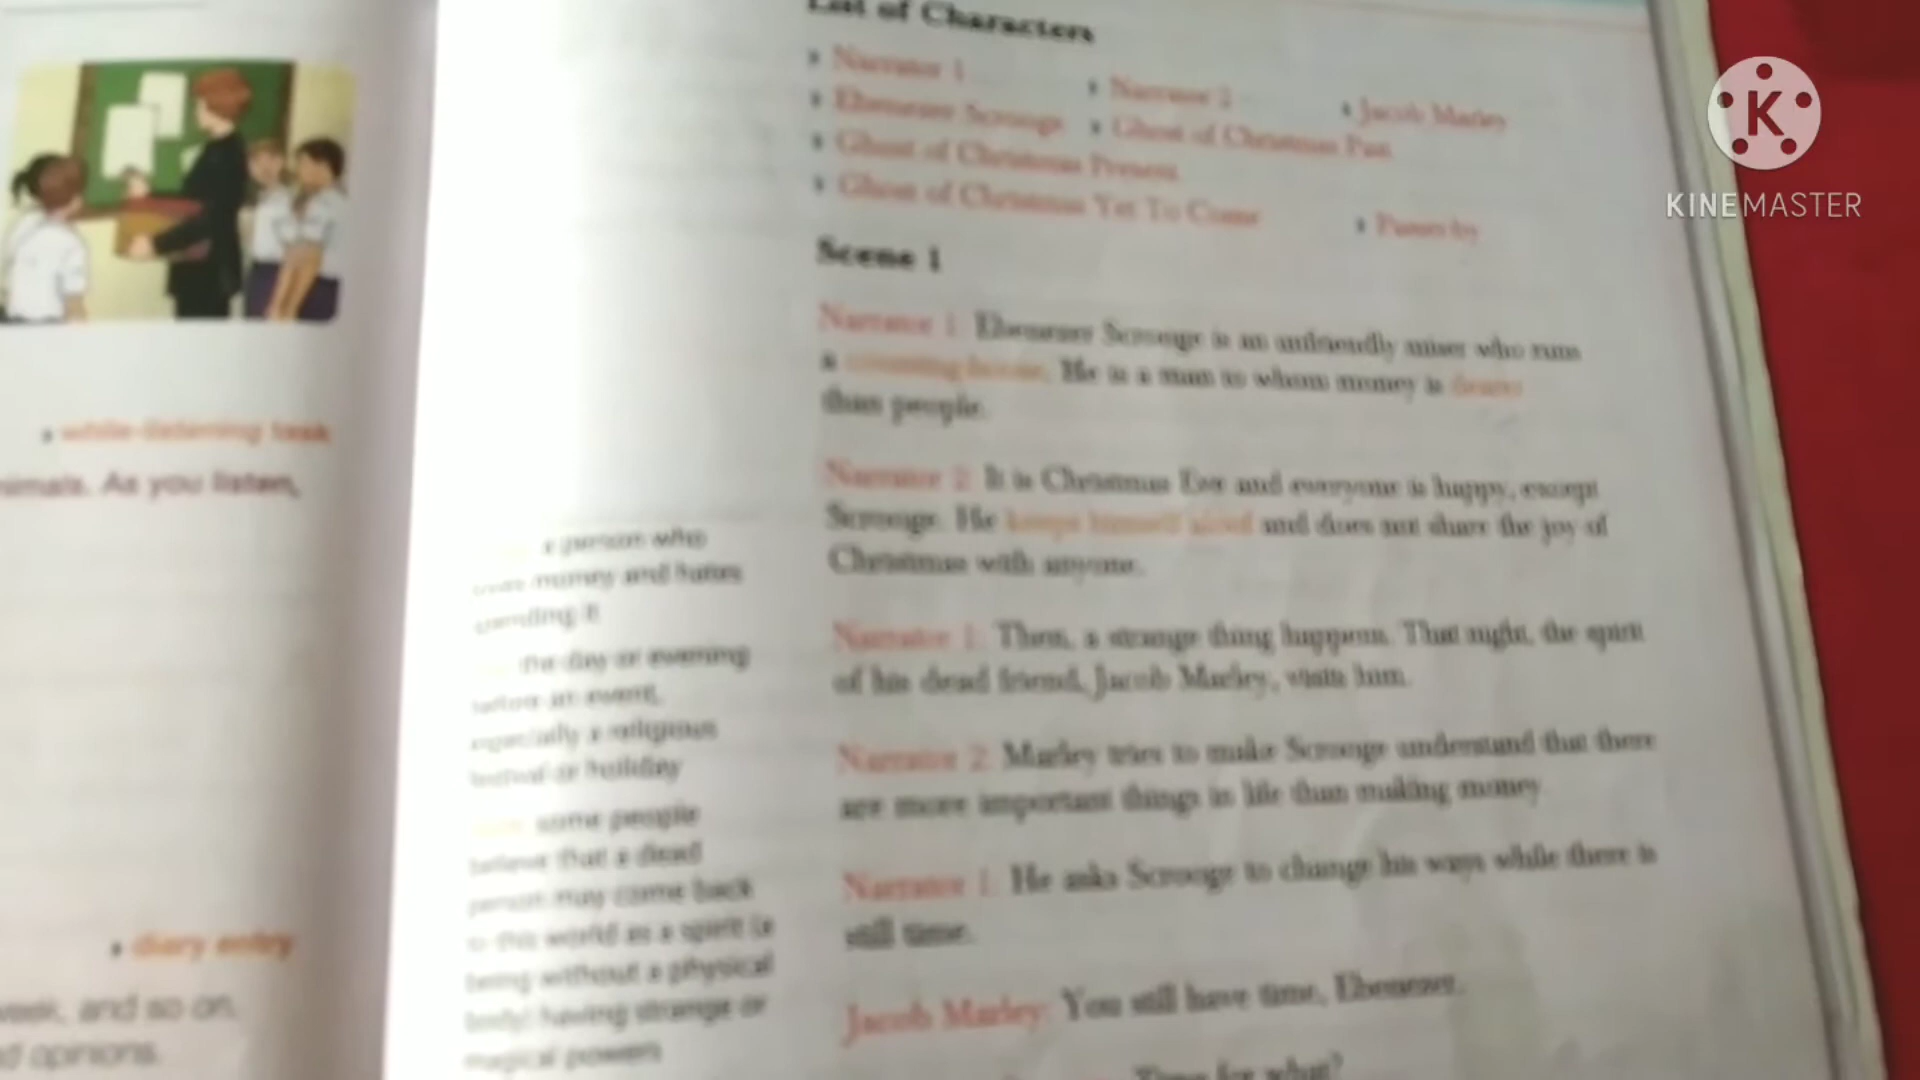 while-listening task
nimals. As you listen,
diary entry
week, and so on.
d opinions.
List of Characters
Narrator 1
Narrator 2
Jacob Marley
Ebenezer Scrooge
Ghost of Christmas Past
Ghost of Christmas Present
Ghost of Christmas Yet To Come
Passer-by
Scene 1
Narrator 1: Ebenezer Scrooge is an unfriendly miser who runs
a counting-house. He is a man to whom money is dearer
than people.
Narrator 2: It is Christmas Eve and everyone is happy, except
Scrooge. He keeps himself aloof and does not share the joy of
Christmas with anyone.
Narrator 1: Then, a strange thing happens. That night, the spirit
of his dead friend, Jacob Marley, visits him.
Narrator 2: Marley tries to make Scrooge understand that there
are more important things in life than making money.
Narrator 1: He asks Scrooge to change his ways while there is
still time.
Jacob Marley: You still have time, Ebenezer.
Time for what?
a person who
money and hates
spending it
the day or evening
before an event,
especially a religious
festival or holiday
some people
believe that a dead
person may come back
to this world as a spirit (a
being without a physical
body) having strange or
magical powers
KINEMASTER